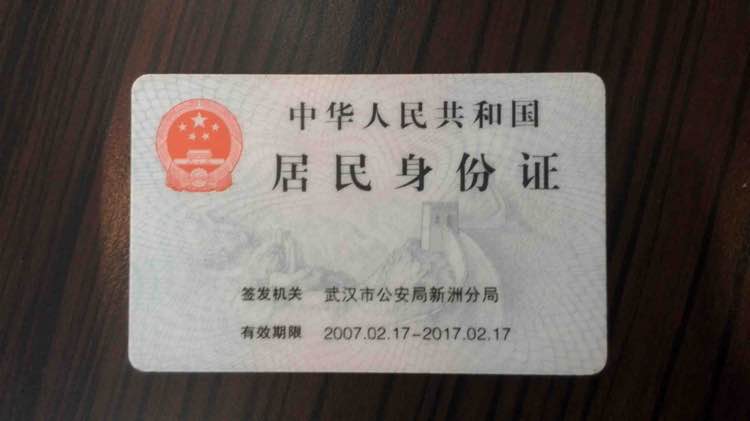 中华人民共和国
居民身份证
签发机关 武汉市公安局新洲分局
有效期限 2007.02.17-2017.02.17